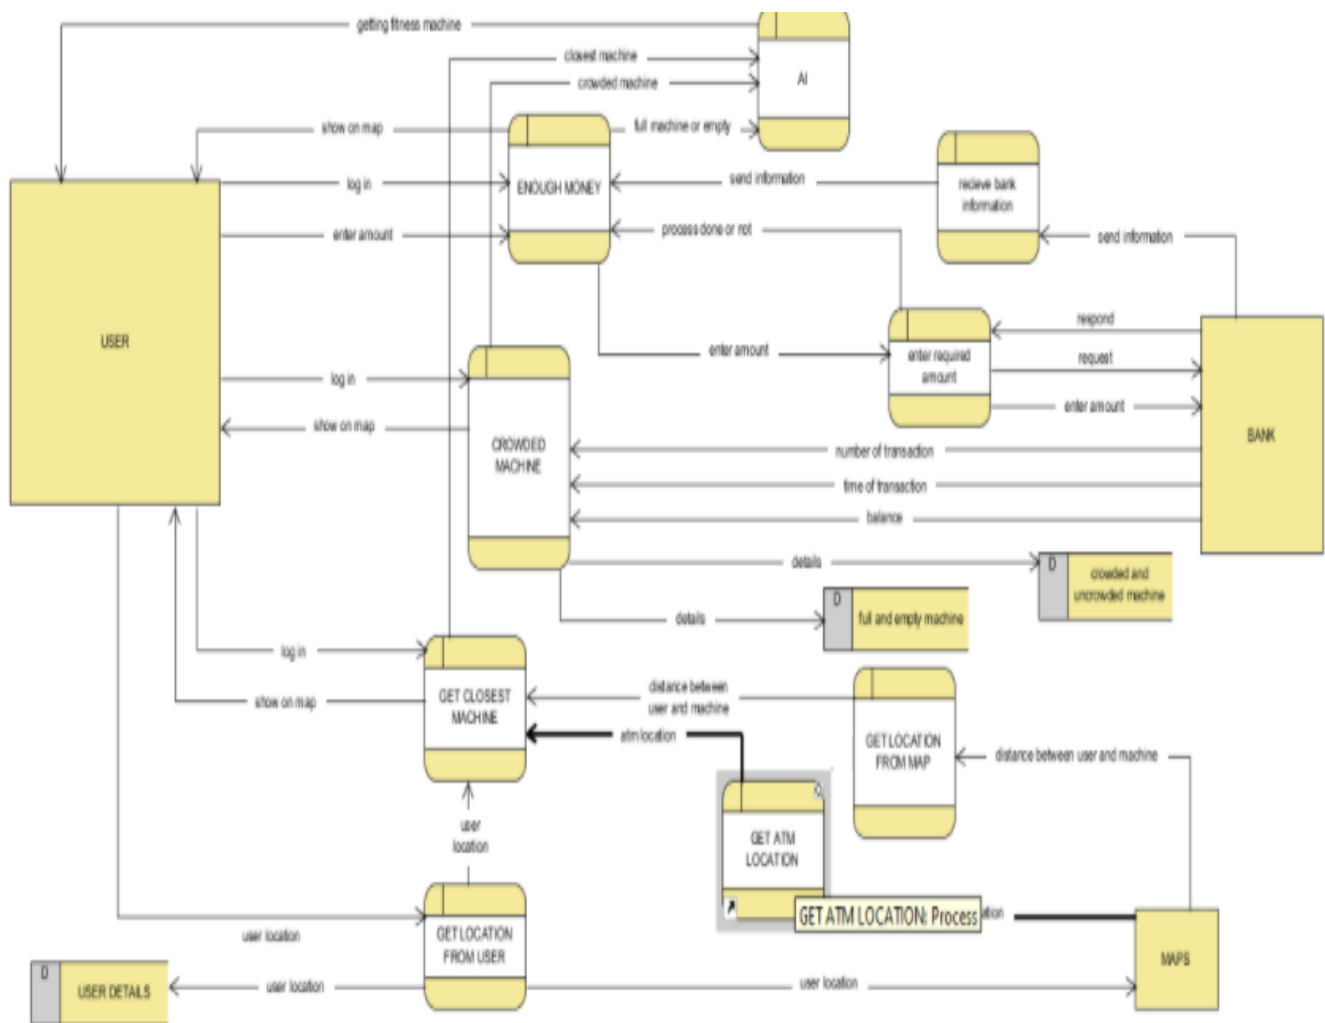 getting fitness machine
closest machine
crowded machine
AI
show on map
full machine or empty
log in
ENOUGH MONEY
send information
recieve bank
information
enter amount
process done or not
send information
USER
respond
enter amount
enter required
amount
request
log in
enter amount
show on map
CROWDED
MACHINE
number of transaction
BANK
time of transaction
balance
details
D
crowded and
uncrowded machine
details
D
full and empty machine
log in
GET CLOSEST
MACHINE
distance between
user and machine
show on map
atm location
GET LOCATION
FROM MAP
distance between user and machine
user
location
GET ATM
LOCATION
GET ATM LOCATION: Process
user location
GET LOCATION
FROM USER
MAPS
D
USER DETAILS
user location
user location